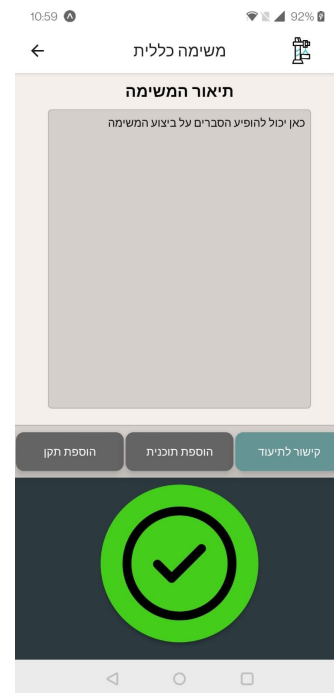 10:59 92%
משימה כללית
תיאור המשימה
כאן יכול להופיע הסברים על ביצוע המשימה
קישור לתיעוד
הוספת תוכנית
הוספת תקן